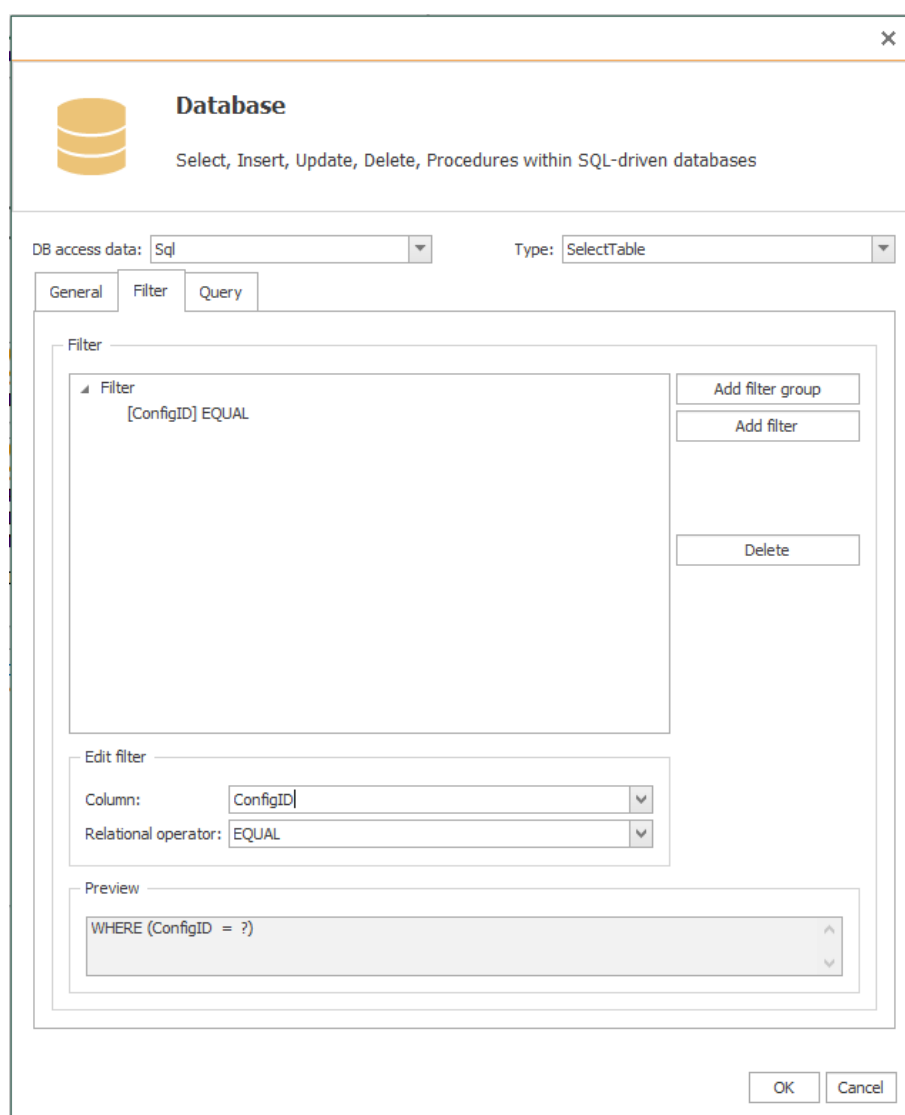 Database
Select, Insert, Update, Delete, Procedures within SQL-driven databases
DB access data: Sql Type: SelectTable
General Filter Query
Filter
Filter
[ConfigID] EQUAL
Add filter group
Add filter
Delete
Edit filter
Column: ConfigID
Relational operator: EQUAL
Preview
WHERE (ConfigID = ?)
OK Cancel